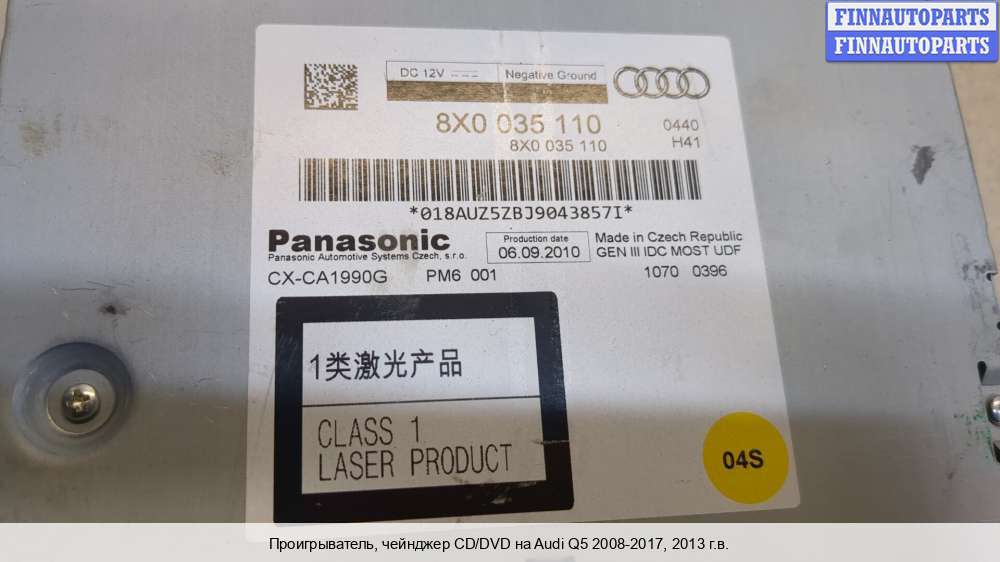 FINNAUTOPARTS
FINNAUTOPARTS
DC 12V
Negative Ground
8X0 035 110
0440
8X0 035 110
H41
*018AUZ5ZBJ9043857I*
Panasonic
Panasonic Automotive Systems Czech, s.r.o.
Production date
06.09.2010
Made in Czech Republic
GEN III IDC MOST UDF
CX-CA1990G PM6 001
1070 0396
1类激光产品
CLASS 1
LASER PRODUCT
04S
Проигрыватель, чейнджер CD/DVD на Audi Q5 2008-2017, 2013 г.в.